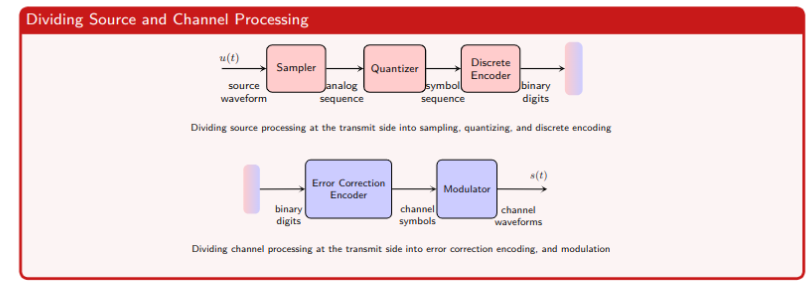 Dividing Source and Channel Processing
u(t)
Sampler
Quantizer
Discrete
Encoder
source
waveform
analog
sequence
symbol
sequence
binary
digits
Dividing source processing at the transmit side into sampling, quantizing, and discrete encoding
Error Correction
Encoder
Modulator
s(t)
binary
digits
channel
symbols
channel
waveforms
Dividing channel processing at the transmit side into error correction encoding, and modulation